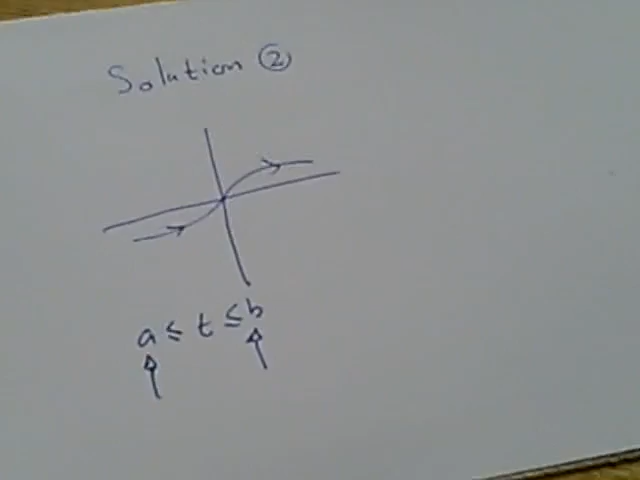 Solution ②
a ≤ t ≤ b